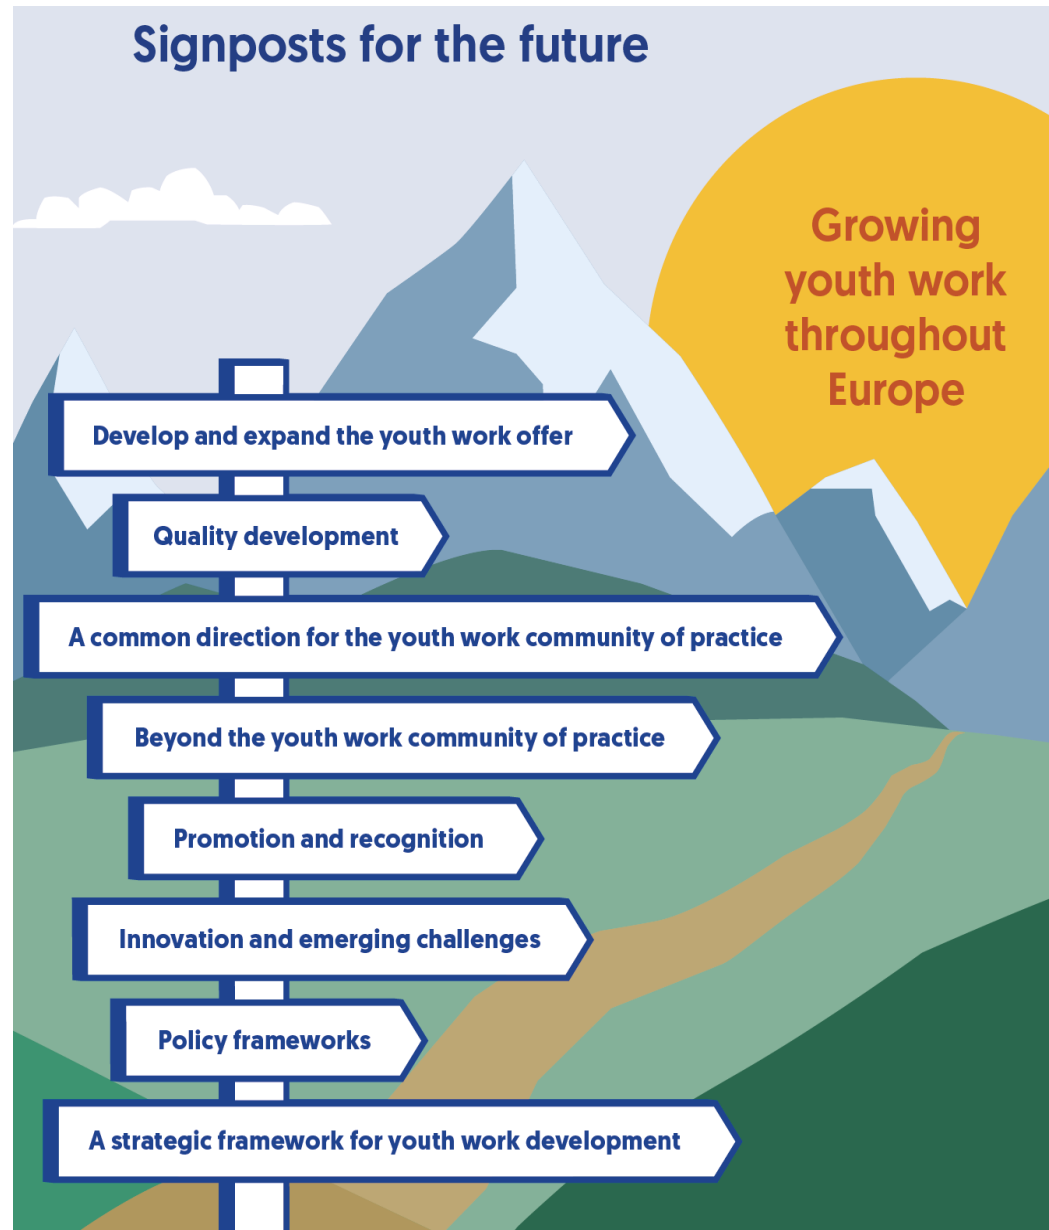 Signposts for the future
Growing
youth work
throughout
Europe
Develop and expand the youth work offer
Quality development
A common direction for the youth work community of practice
Beyond the youth work community of practice
Promotion and recognition
Innovation and emerging challenges
Policy frameworks
A strategic framework for youth work development